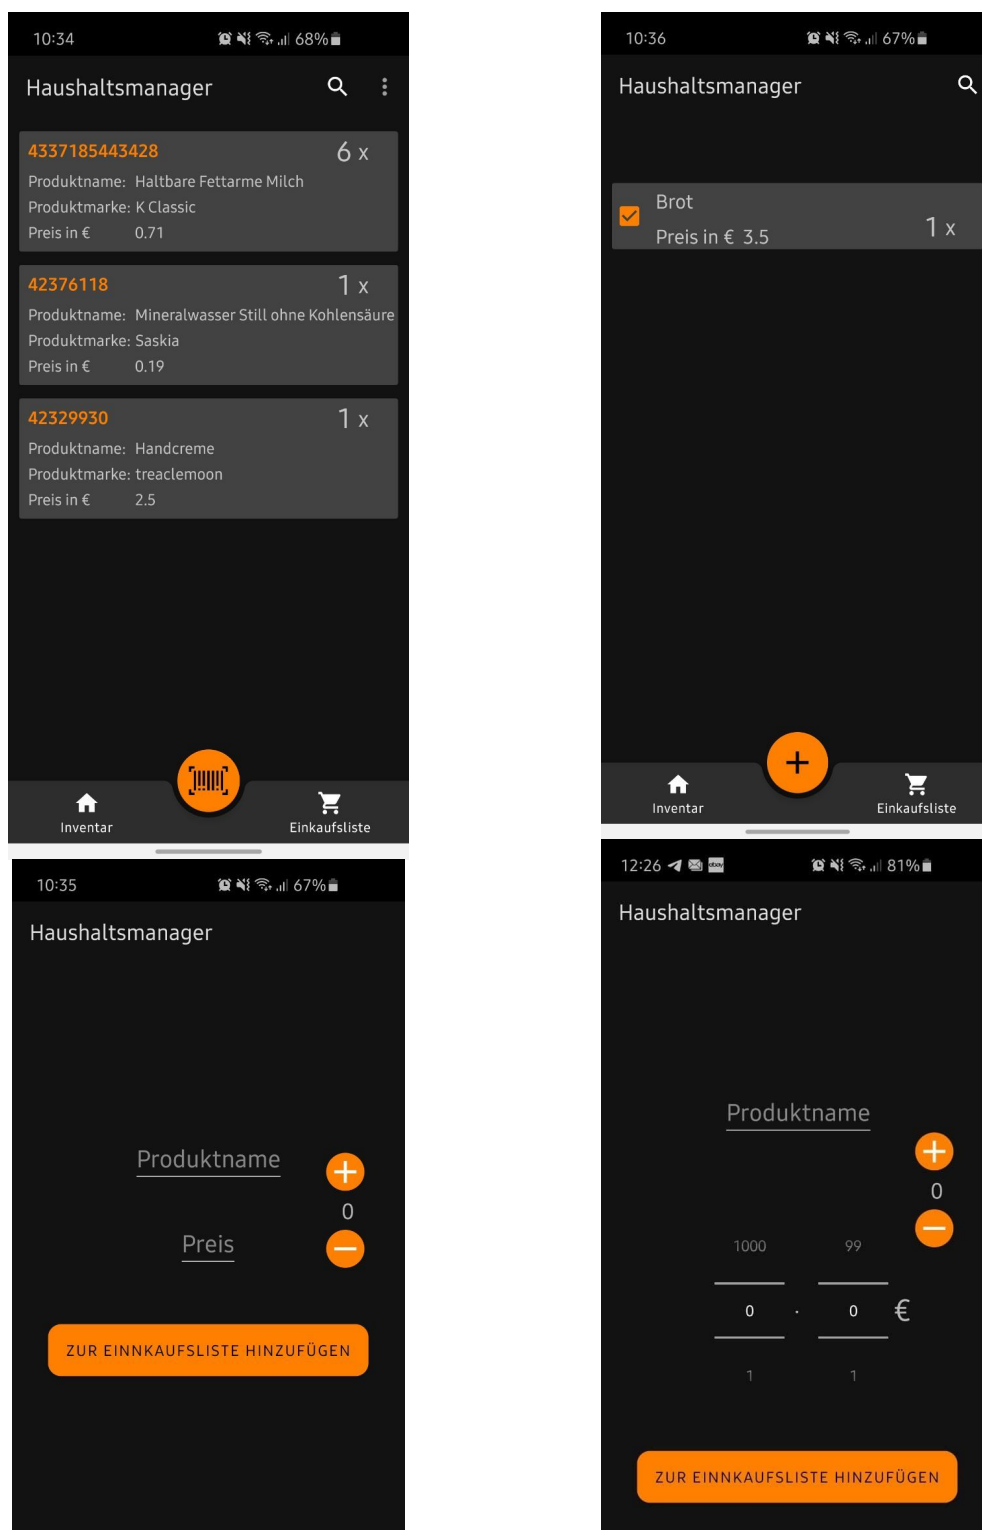 10:34 68%
Haushaltsmanager
4337185443428 6 x
Produktname: Haltbare Fettarme Milch
Produktmarke: K Classic
Preis in € 0.71
42376118 1 x
Produktname: Mineralwasser Still ohne Kohlensäure
Produktmarke: Saskia
Preis in € 0.19
42329930 1 x
Produktname: Handcreme
Produktmarke: treaclemoon
Preis in € 2.5
Inventar Einkaufsliste
10:36 67%
Haushaltsmanager
Brot
Preis in € 3.5 1 x
Inventar Einkaufsliste
10:35 67%
Haushaltsmanager
Produktname
0
Preis
ZUR EINNKAUFSLISTE HINZUFÜGEN
12:26 ebay 81%
Haushaltsmanager
Produktname
0
1000 99
0 . 0 €
1 1
ZUR EINNKAUFSLISTE HINZUFÜGEN